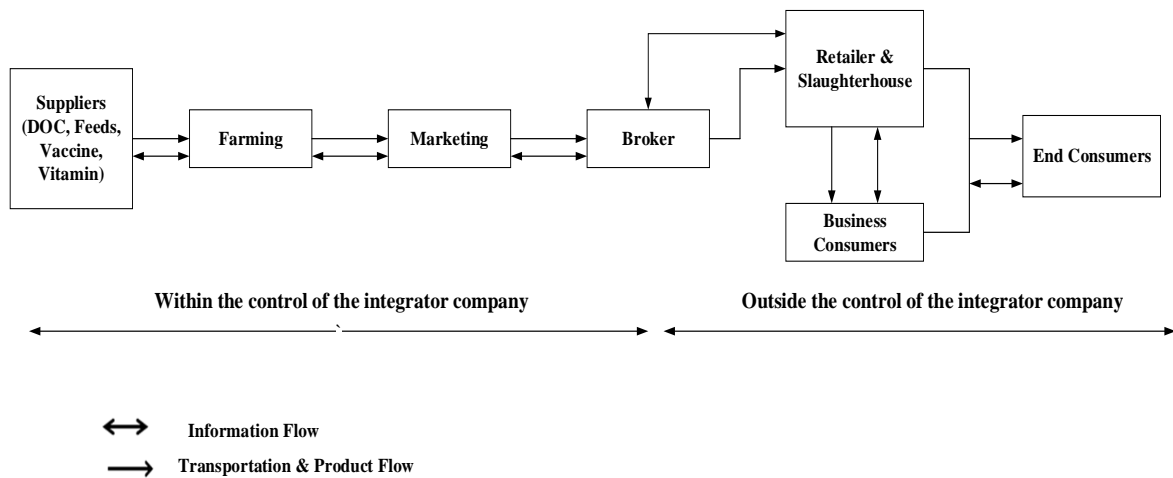 Suppliers
(DOC, Feeds,
Vaccine,
Vitamin)
Farming
Marketing
Broker
Retailer &
Slaughterhouse
Business
Consumers
End Consumers
Within the control of the integrator company
Outside the control of the integrator company
`
Information Flow
Transportation & Product Flow